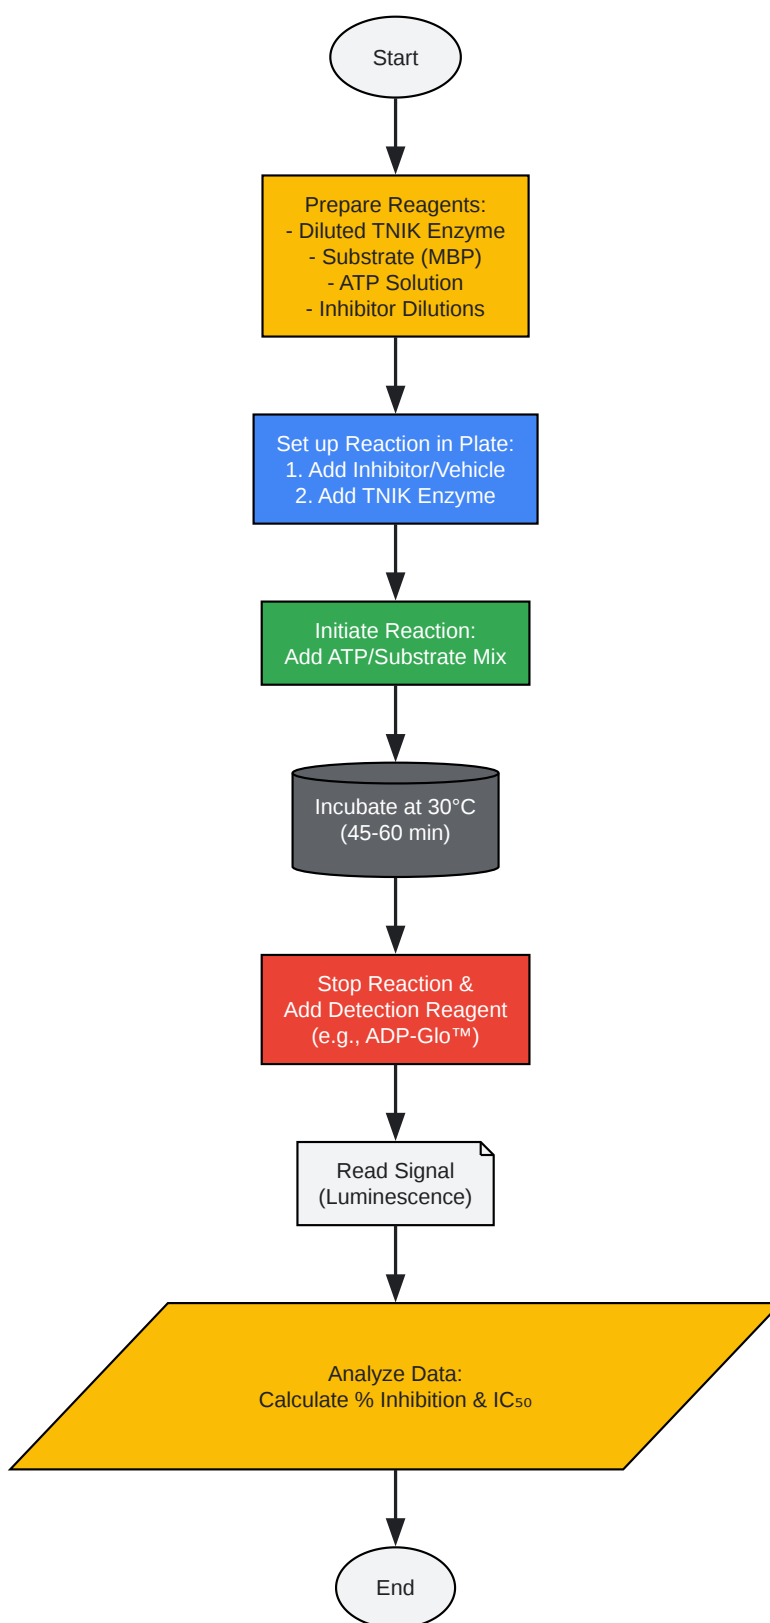 Start
Prepare Reagents:
- Diluted TNIK Enzyme
- Substrate (MBP)
- ATP Solution
- Inhibitor Dilutions
Set up Reaction in Plate:
1. Add Inhibitor/Vehicle
2. Add TNIK Enzyme
Initiate Reaction:
Add ATP/Substrate Mix
Incubate at 30°C
(45-60 min)
Stop Reaction &
Add Detection Reagent
(e.g., ADP-Glo™)
Read Signal
(Luminescence)
Analyze Data:
Calculate % Inhibition & IC₅₀
End